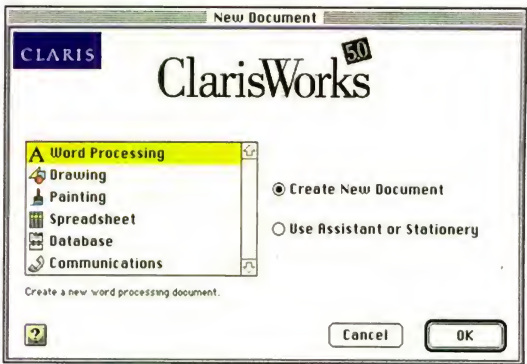 New Document
CLARIS
ClarisWorks 5.0
Word Processing
Drawing
Painting
Spreadsheet
Database
Communications
Create New Document
Use Assistant or Stationery
Create a new word processing document.
?
Cancel
OK